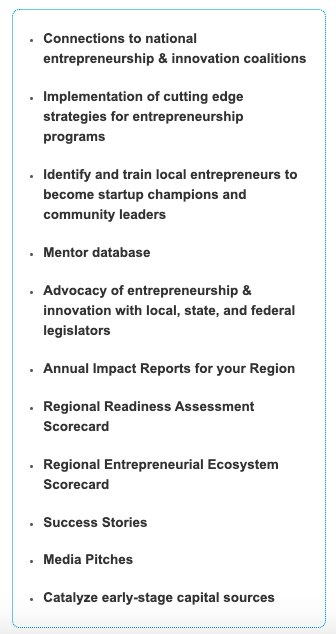 Connections to national
entrepreneurship & innovation coalitions
Implementation of cutting edge
strategies for entrepreneurship
programs
Identify and train local entrepreneurs to
become startup champions and
community leaders
Mentor database
Advocacy of entrepreneurship &
innovation with local, state, and federal
legislators
Annual Impact Reports for your Region
Regional Readiness Assessment
Scorecard
Regional Entrepreneurial Ecosystem
Scorecard
Success Stories
Media Pitches
Catalyze early-stage capital sources